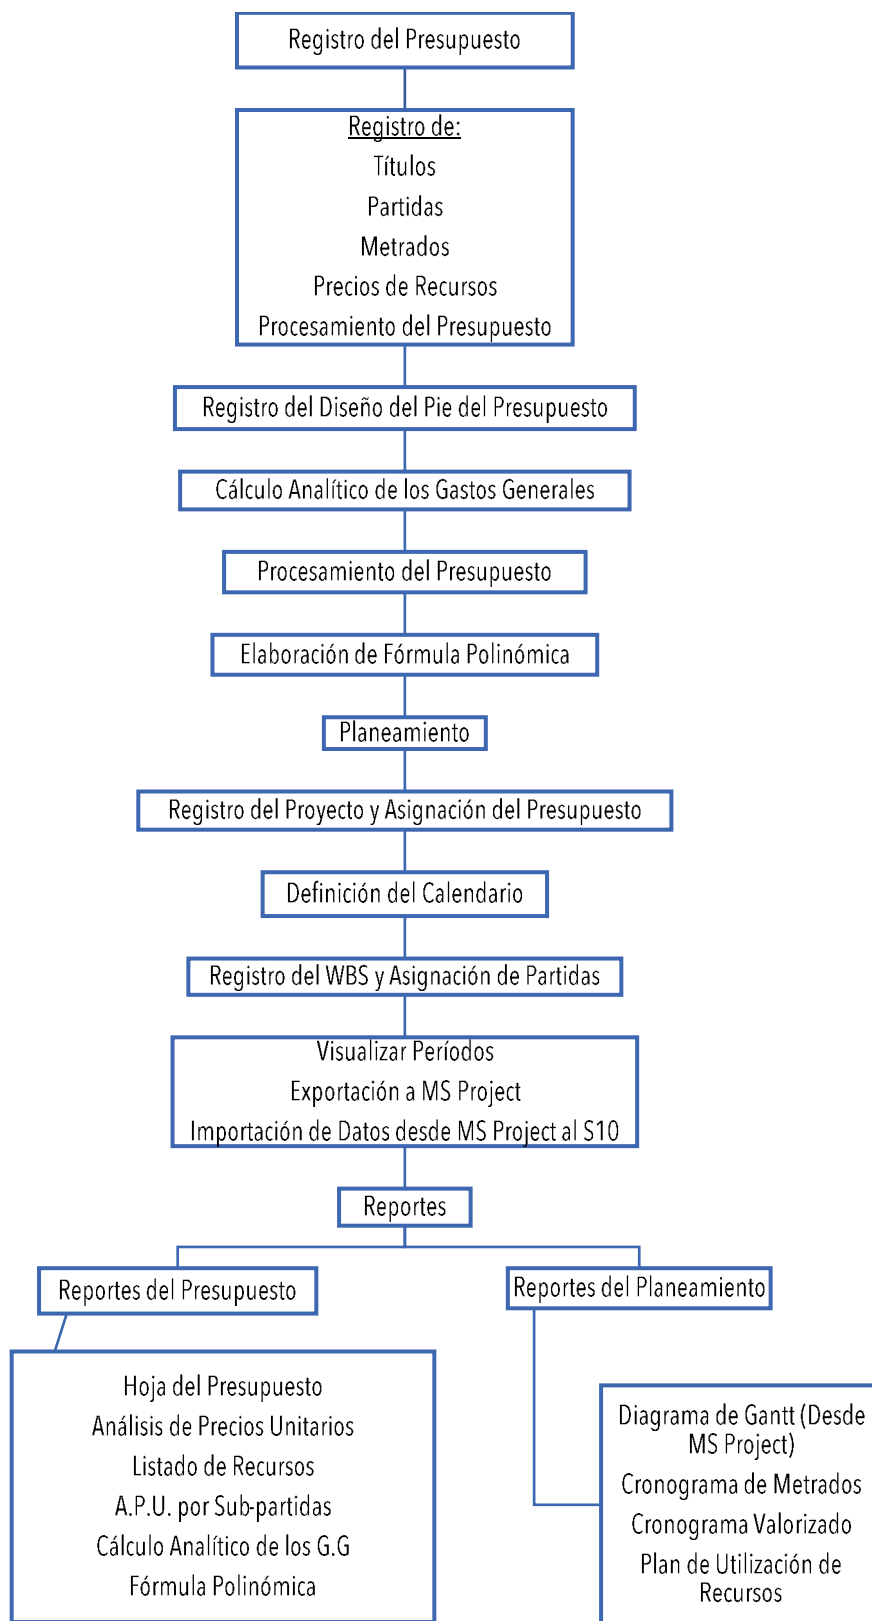 Registro del Presupuesto
Registro de:
Títulos
Partidas
Metrados
Precios de Recursos
Procesamiento del Presupuesto
Registro del Diseño del Pie del Presupuesto
Cálculo Analítico de los Gastos Generales
Procesamiento del Presupuesto
Elaboración de Fórmula Polinómica
Planeamiento
Registro del Proyecto y Asignación del Presupuesto
Definición del Calendario
Registro del WBS y Asignación de Partidas
Visualizar Períodos
Exportación a MS Project
Importación de Datos desde MS Project al S10
Reportes
Reportes del Presupuesto
Hoja del Presupuesto
Análisis de Precios Unitarios
Listado de Recursos
A.P.U. por Sub-partidas
Cálculo Analítico de los G.G
Fórmula Polinómica
Reportes del Planeamiento
Diagrama de Gantt (Desde
MS Project)
Cronograma de Metrados
Cronograma Valorizado
Plan de Utilización de
Recursos